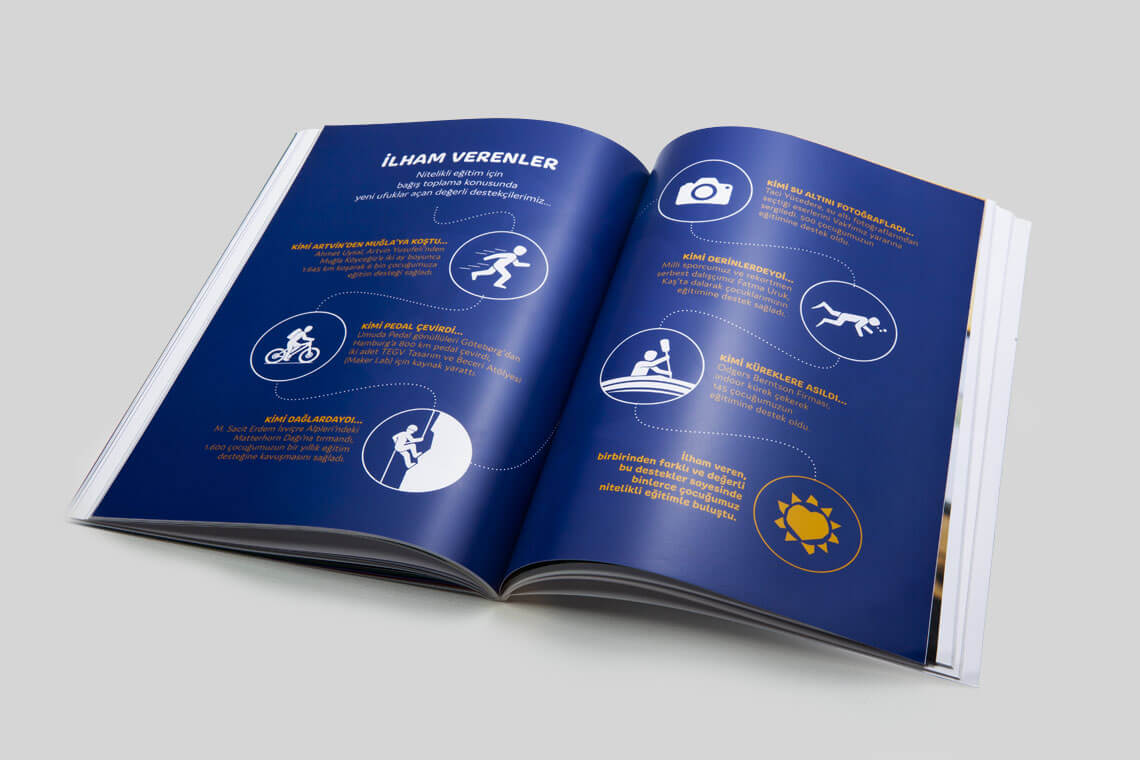 İLHAM VERENLER
Nitelikli eğitim için
bağış toplama konusunda
yeni ufuklar açan değerli destekçilerimiz...
KİMİ ARTVİN'DEN MUĞLA'YA KOŞTU...
Ahmet Uysal, Artvin Yusufeli'nden
Muğla Köyceğiz'e iki ay boyunca
1.645 km koşarak 6 bin çocuğumuza
eğitim desteği sağladı.
KİMİ PEDAL ÇEVİRDİ...
Umuda Pedal gönüllüleri Göteborg'dan
Hamburg'a 800 km pedal çevirdi,
iki adet TEGV Tasarım ve Beceri Atölyesi
(Maker Lab) için kaynak yarattı.
KİMİ DAĞLARDAYDI...
M. Sacit Erdem İsviçre Alpleri'ndeki
Matterhorn Dağı'na tırmandı,
1.600 çocuğumuzun bir yıllık eğitim
desteğine kavuşmasını sağladı.
KİMİ SU ALTINI FOTOĞRAFLADI...
Taci Yücedere, su altı fotoğraflarından
seçtiği eserlerini Vakfımız yararına
sergiledi. 500 çocuğumuzun
eğitimine destek oldu.
KİMİ DERİNLERDEYDİ...
Milli sporcumuz ve rekortmen
serbest dalışçımız Fatma Uruk,
Kaş'ta dalarak çocuklarımızın
eğitimine destek sağladı.
KİMİ KÜREKLERE ASILDI...
Odgers Berntson Firması,
indoor kürek çekerek
145 çocuğumuzun
eğitimine destek oldu.
İlham veren,
birbirinden farklı ve değerli
bu destekler sayesinde
binlerce çocuğumuz
nitelikli eğitimle buluştu.